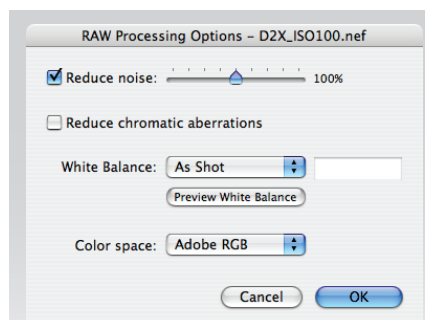 RAW Processing Options – D2X_ISO100.nef
Reduce noise: 100%
Reduce chromatic aberrations
White Balance: As Shot
Preview White Balance
Color space: Adobe RGB
Cancel OK